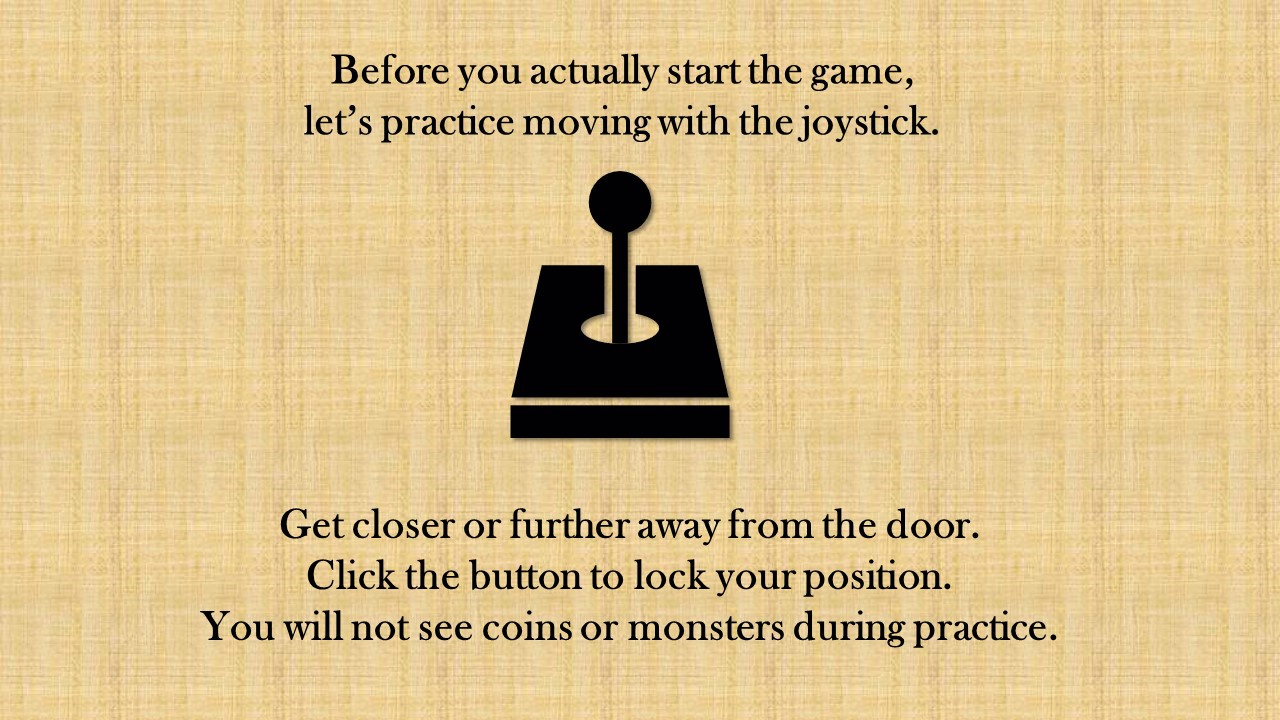 Before you actually start the game,
let’s practice moving with the joystick.
Get closer or further away from the door.
Click the button to lock your position.
You will not see coins or monsters during practice.